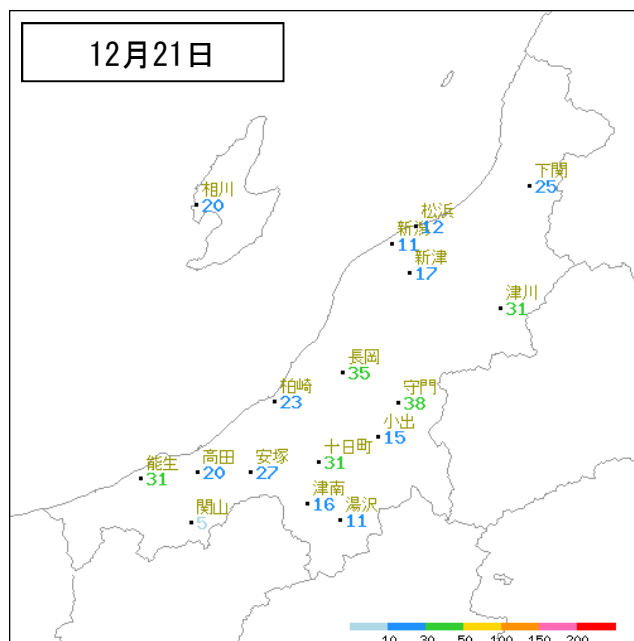 12月21日
下関
25
相川
20
松浜
12
新潟
11
新津
17
津川
31
長岡
35
柏崎
23
守門
38
小出
15
十日町
31
能生
31
高田
20
安塚
27
津南
16
湯沢
11
関山
5
10 30 50 100 150 200